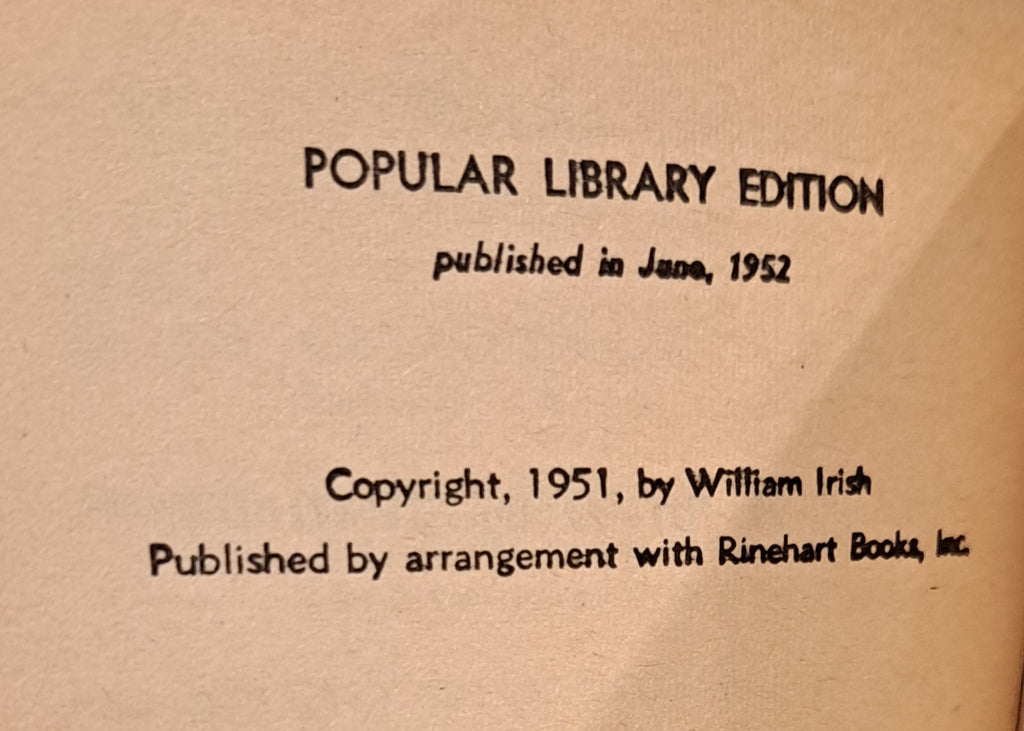 POPULAR LIBRARY EDITION
published in June, 1952
Copyright, 1951, by William Irish
Published by arrangement with Rinehart Books, Inc.